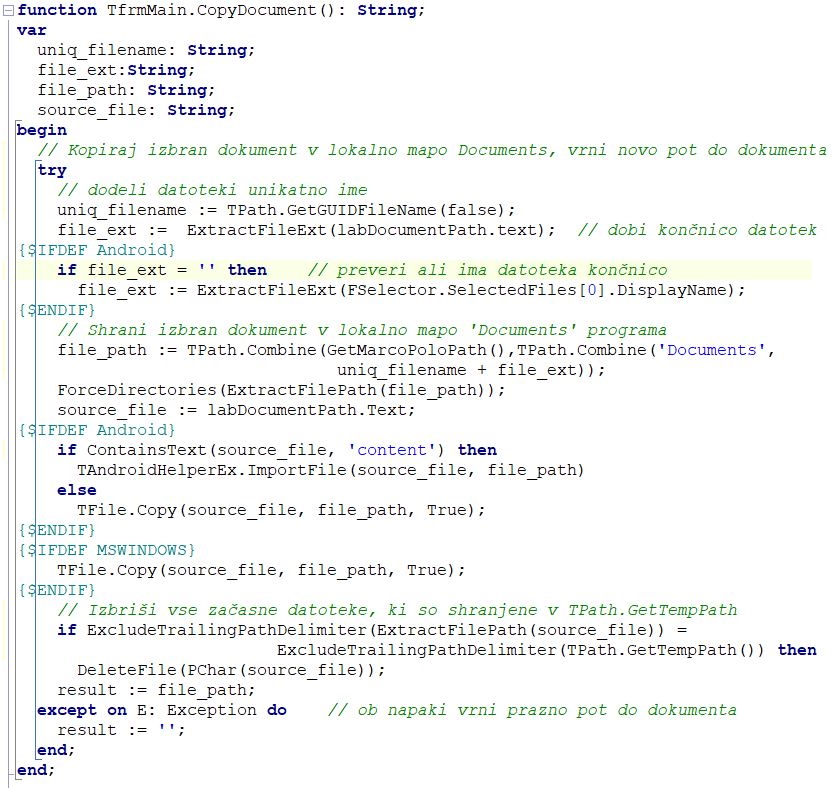 function TfrmMain.CopyDocument(): String;
var
  uniq_filename: String;
  file_ext:String;
  file_path: String;
  source_file: String;
begin
  // Kopiraj izbran dokument v lokalno mapo Documents, vrni novo pot do dokumenta
  try
    // dodeli datoteki unikatno ime
    uniq_filename := TPath.GetGUIDFileName(false);
    file_ext :=  ExtractFileExt(labDocumentPath.text);  // dobi končnico datotek
{$IFDEF Android}
    if file_ext = '' then    // preveri ali ima datoteka končnico
      file_ext := ExtractFileExt(FSelector.SelectedFiles[0].DisplayName);
{$ENDIF}
    // Shrani izbran dokument v lokalno mapo 'Documents' programa
    file_path := TPath.Combine(GetMarcoPoloPath(),TPath.Combine('Documents',
                                uniq_filename + file_ext));
    ForceDirectories(ExtractFilePath(file_path));
    source_file := labDocumentPath.Text;
{$IFDEF Android}
    if ContainsText(source_file, 'content') then
      TAndroidHelperEx.ImportFile(source_file, file_path)
    else
      TFile.Copy(source_file, file_path, True);
{$ENDIF}
{$IFDEF MSWINDOWS}
    TFile.Copy(source_file, file_path, True);
{$ENDIF}
    // Izbriši vse začasne datoteke, ki so shranjene v TPath.GetTempPath
    if ExcludeTrailingPathDelimiter(ExtractFilePath(source_file)) =
                          ExcludeTrailingPathDelimiter(TPath.GetTempPath()) then
      DeleteFile(PChar(source_file));
    result := file_path;
  except on E: Exception do    // ob napaki vrni prazno pot do dokumenta
    result := '';
  end;
end;